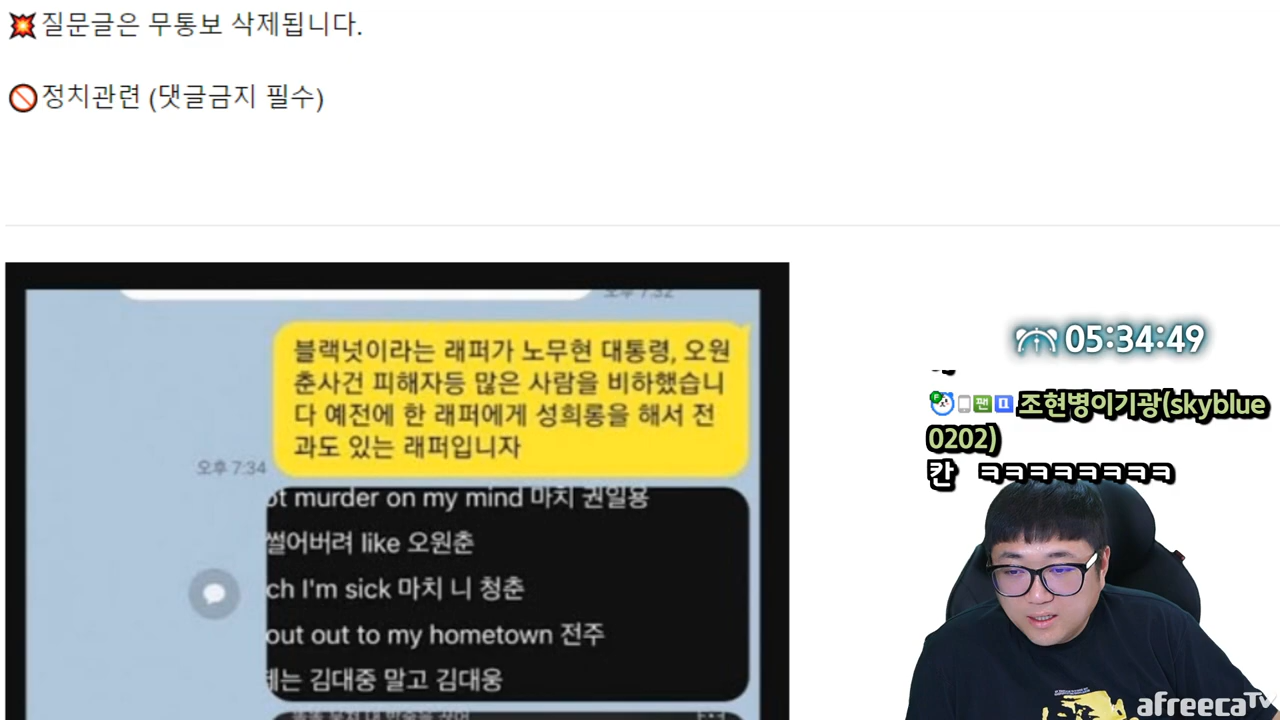 질문글은 무통보 삭제됩니다.
정치관련 (댓글금지 필수)
오후 7:32
블랙넛이라는 래퍼가 노무현 대통령, 오원
춘사건 피해자등 많은 사람을 비하했습니
다 예전에 한 래퍼에게 성희롱을 해서 전
과도 있는 래퍼입니자
오후 7:34
ot murder on my mind 마치 권일용
썰어버려 like 오원춘
ch I'm sick 마치 니 청춘
out out to my hometown 전주
제는 김대중 말고 김대웅
05:34:49
팬
조현병이기광(skyblue
0202)
칸 ㅋㅋㅋㅋㅋㅋㅋㅋ
afreecaTV